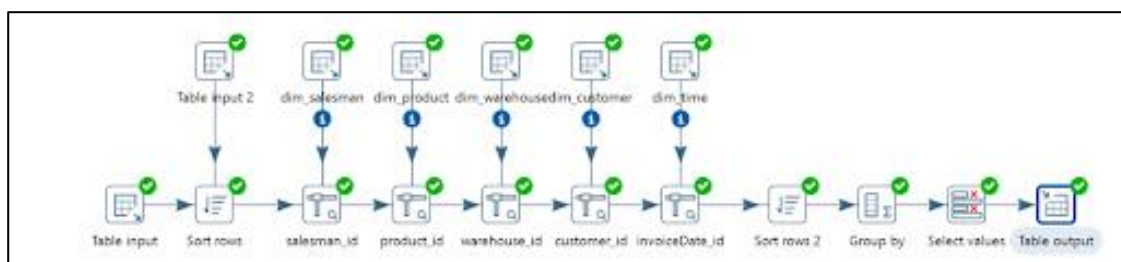 Table input 2
dim_salesman
dim_product
dim_warehouse
dim_customer
dim_time
Table input
Sort rows
salesman_id
product_id
warehouse_id
customer_id
invoiceDate_id
Sort rows 2
Group by
Select values
Table output